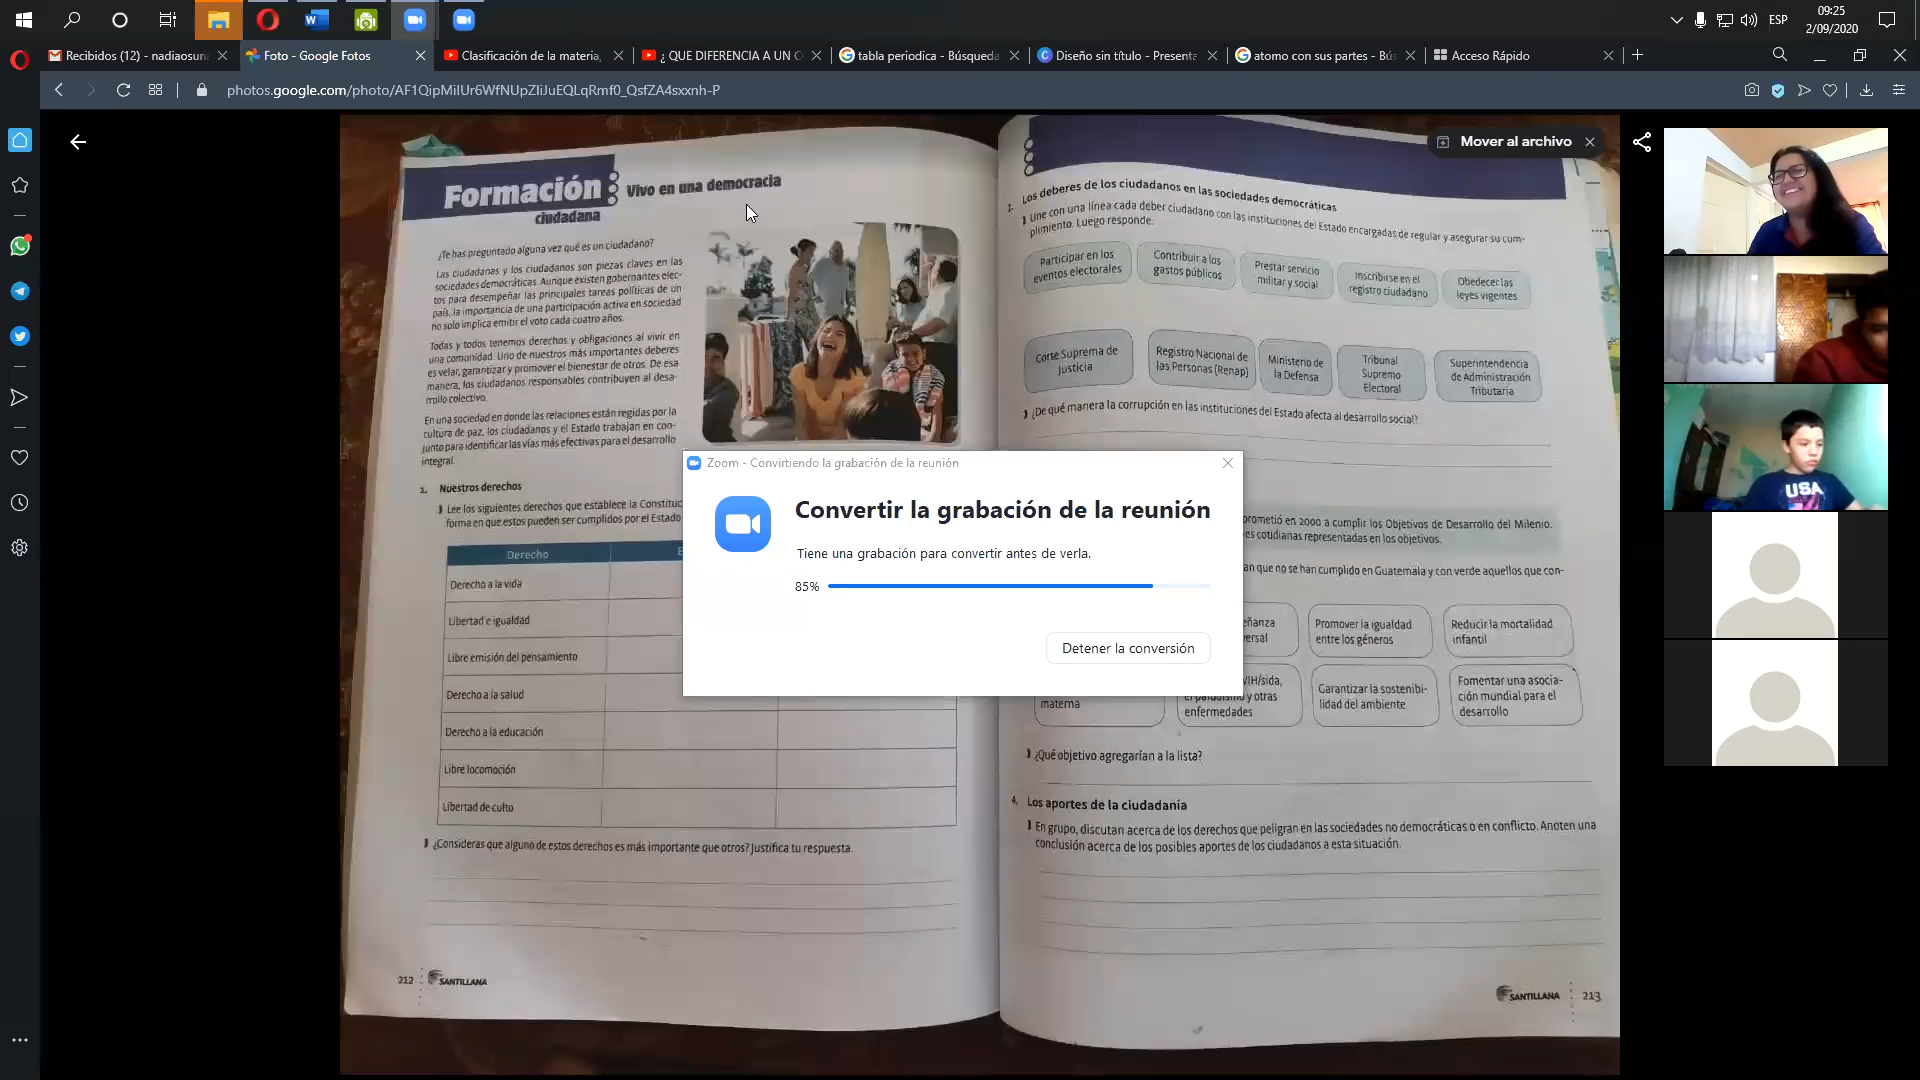 09:25
ESP
2/09/2020
Recibidos (12) - nadiaosun
Foto - Google Fotos
Clasificación de la materia,
¿ QUE DIFERENCIA A UN C
tabla periodica - Búsqueda
Diseño sin título - Presenta
atomo con sus partes - Bús
Acceso Rápido
photos.google.com/photo/AF1QipMilUr6WfNUpZIiJuEQLqRmf0_QsfZA4sxxnh-P
Mover al archivo
Formación
ciudadana
Vivo en una democracia
¿Te has preguntado alguna vez qué es un ciudadano?
Las ciudadanas y los ciudadanos son piezas claves en las
sociedades democráticas. Aunque existen gobernantes elec-
tos para desempeñar las principales tareas políticas de un
país, la importancia de una participación activa en sociedad
no solo implica emitir el voto cada cuatro años.
Todas y todos tenemos derechos y obligaciones al vivir en
una comunidad. Uno de nuestros más importantes deberes
es velar, garantizar y promover el bienestar de otros. De esa
manera, los ciudadanos responsables contribuyen al desa-
rrollo colectivo.
En una sociedad en donde las relaciones están regidas por la
cultura de paz, los ciudadanos y el Estado trabajan en con-
junto para identificar las vías más efectivas para el desarrollo
integral.
1. Nuestros derechos
Lee los siguientes derechos que establece la Constituc
forma en que estos pueden ser cumplidos por el Estado
Derecho
E
Derecho a la vida
Libertad e igualdad
Libre emisión del pensamiento
Derecho a la salud
Derecho a la educación
Libre locomoción
Libertad de culto
¿Consideras que alguno de estos derechos es más importante que otros? Justifica tu respuesta.
212
SANTILLANA
2. Los deberes de los ciudadanos en las sociedades democráticas
Une con una línea cada deber ciudadano con las instituciones del Estado encargadas de regular y asegurar su cum-
plimiento. Luego responde:
Participar en los
eventos electorales
Contribuir a los
gastos públicos
Prestar servicio
militar y social
Inscribirse en el
registro ciudadano
Obedecer las
leyes vigentes
Corte Suprema de
Justicia
Registro Nacional de
las Personas (Renap)
Ministerio de
la Defensa
Tribunal
Supremo
Electoral
Superintendencia
de Administración
Tributaria
¿De qué manera la corrupción en las instituciones del Estado afecta al desarrollo social?
Zoom - Convirtiendo la grabación de la reunión
Convertir la grabación de la reunión
Tiene una grabación para convertir antes de verla.
85%
Detener la conversión
prometió en 2000 a cumplir los Objetivos de Desarrollo del Milenio.
es cotidianas representadas en los objetivos.
an que no se han cumplido en Guatemala y con verde aquellos que con-
eñanza
ersal
Promover la igualdad
entre los géneros
Reducir la mortalidad
infantil
materna
VIH/sida,
el paludismo y otras
enfermedades
Garantizar la sostenibi-
lidad del ambiente
Fomentar una asocia-
ción mundial para el
desarrollo
¿Qué objetivo agregarían a la lista?
4. Los aportes de la ciudadanía
En grupo, discutan acerca de los derechos que peligran en las sociedades no democráticas o en conflicto. Anoten una
conclusión acerca de los posibles aportes de los ciudadanos a esta situación.
SANTILLANA
213
USA